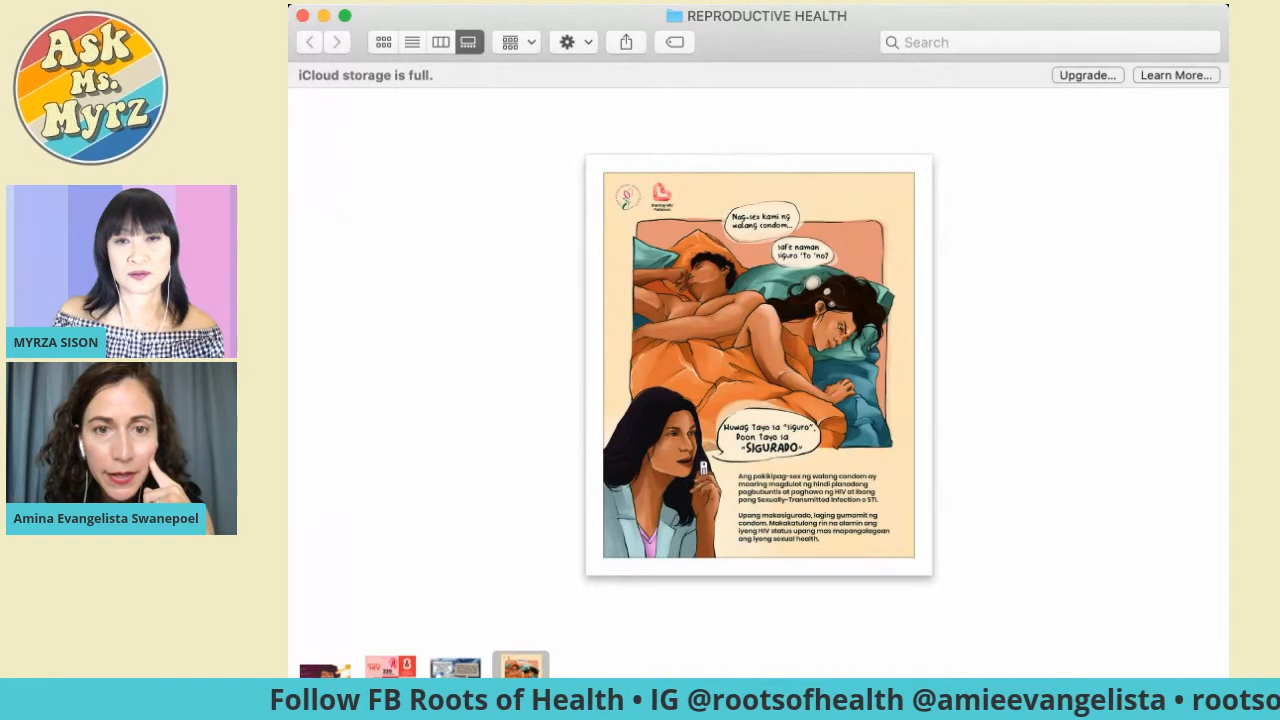 Ask
Ms.
Myrz
MYRZA SISON
Amina Evangelista Swanepoel
REPRODUCTIVE HEALTH
Search
iCloud storage is full.
Upgrade...
Learn More...
Nag-sex kami ng
walang condom...
safe naman
siguro 'to 'no?
Huwag Tayo sa "siguro".
Doon Tayo sa
"SIGURADO"
Ang pakikipag-sex ng walang condom ay
maaring magdulot ng hindi planadong
pagbubuntis at paghawa ng HIV at ibang
pang Sexually-Transmitted Infection o STI.
Upang makasigurado, laging gumamit ng
condom. Makakatulong rin na alamin ang
iyong HIV status upang mas mapangalagaan
ang iyong sexual health.
HIV
Follow FB Roots of Health • IG @rootsofhealth @amieevangelista • rootso